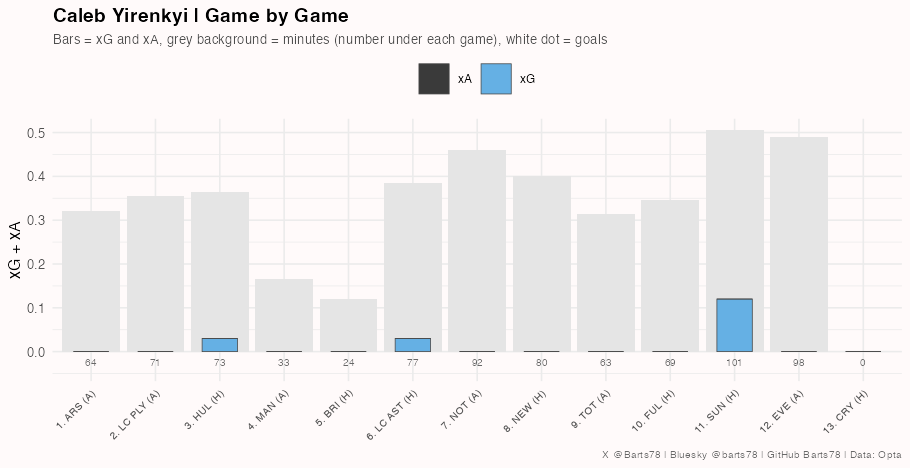 Caleb Yirenkyi | Game by Game
Bars = xG and xA, grey background = minutes (number under each game), white dot = goals
xA xG
xG + xA
0.5
0.4
0.3
0.2
0.1
0.0
64 71 73 33 24 77 92 80 63 69 101 98 0
1. ARS (A)
2. LC PLY (A)
3. HUL (H)
4. MAN (A)
5. BRI (H)
6. LC AST (H)
7. NOT (A)
8. NEW (H)
9. TOT (A)
10. FUL (H)
11. SUN (H)
12. EVE (A)
13. CRY (H)
X @Barts78 | Bluesky @barts78 | GitHub Barts78 | Data: Opta